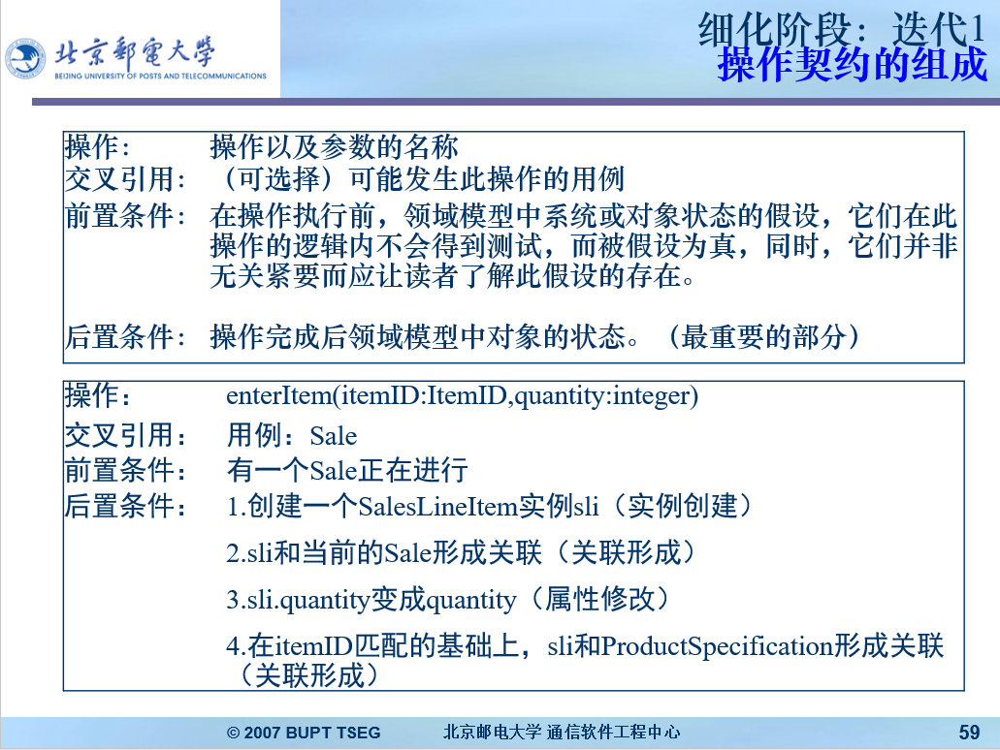 北京郵電大學
BEIJING UNIVERSITY OF POSTS AND TELECOMMUNICATIONS
细化阶段：迭代1
操作契约的组成
操作： 操作以及参数的名称
交叉引用： （可选择）可能发生此操作的用例
前置条件： 在操作执行前，领域模型中系统或对象状态的假设，它们在此
操作的逻辑内不会得到测试，而被假设为真，同时，它们并非
无关紧要而应让读者了解此假设的存在。
后置条件： 操作完成后领域模型中对象的状态。（最重要的部分）
操作： enterItem(itemID:ItemID,quantity:integer)
交叉引用： 用例：Sale
前置条件： 有一个Sale正在进行
后置条件： 1.创建一个SalesLineItem实例sli（实例创建）
2.sli和当前的Sale形成关联（关联形成）
3.sli.quantity变成quantity（属性修改）
4.在itemID匹配的基础上，sli和ProductSpecification形成关联
（关联形成）
© 2007 BUPT TSEG 北京邮电大学 通信软件工程中心 59